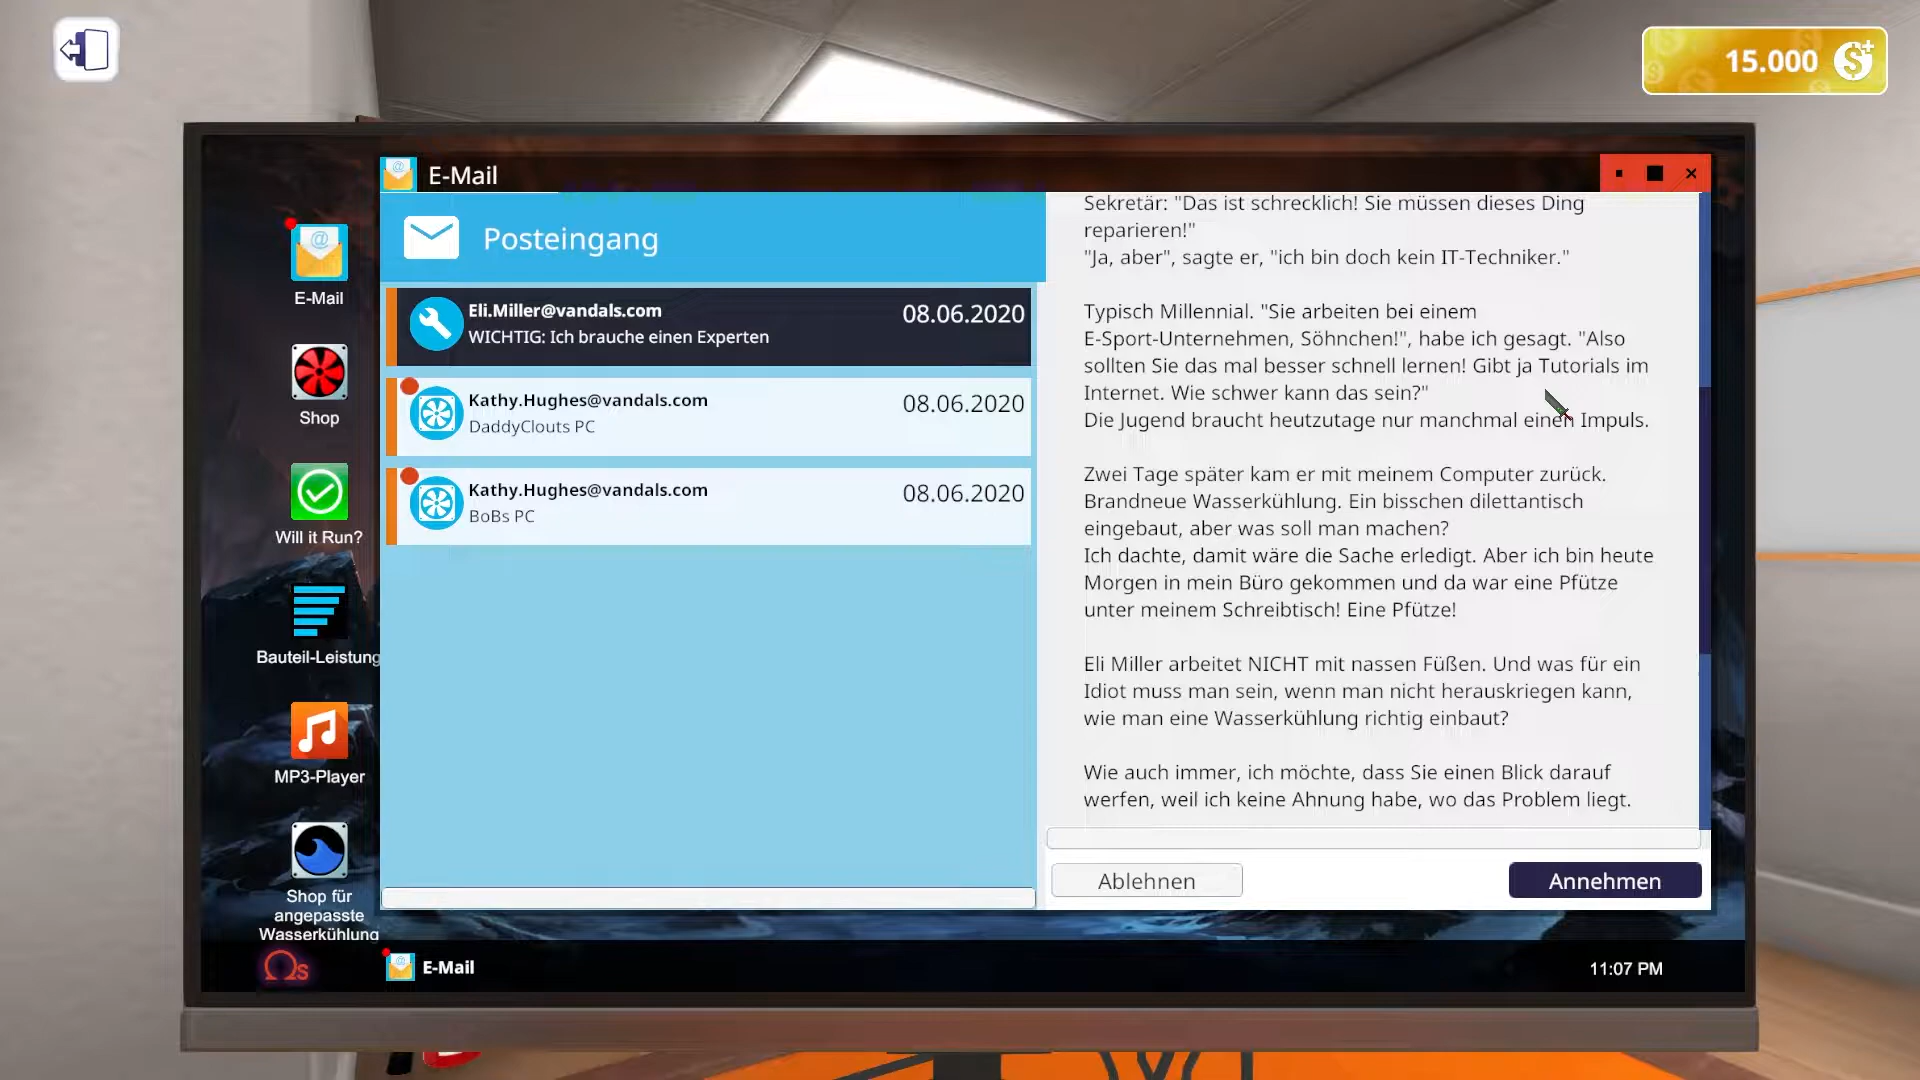 15.000
E-Mail
Posteingang
Eli.Miller@vandals.com
08.06.2020
WICHTIG: Ich brauche einen Experten
Kathy.Hughes@vandals.com
08.06.2020
DaddyClouts PC
Kathy.Hughes@vandals.com
08.06.2020
BoBs PC
Sekretär: "Das ist schrecklich! Sie müssen dieses Ding
reparieren!"
"Ja, aber", sagte er, "ich bin doch kein IT-Techniker."
Typisch Millennial. "Sie arbeiten bei einem
E-Sport-Unternehmen, Söhnchen!", habe ich gesagt. "Also
sollten Sie das mal besser schnell lernen! Gibt ja Tutorials im
Internet. Wie schwer kann das sein?"
Die Jugend braucht heutzutage nur manchmal einen Impuls.
Zwei Tage später kam er mit meinem Computer zurück.
Brandneue Wasserkühlung. Ein bisschen dilettantisch
eingebaut, aber was soll man machen?
Ich dachte, damit wäre die Sache erledigt. Aber ich bin heute
Morgen in mein Büro gekommen und da war eine Pfütze
unter meinem Schreibtisch! Eine Pfütze!
Eli Miller arbeitet NICHT mit nassen Füßen. Und was für ein
Idiot muss man sein, wenn man nicht herauskriegen kann,
wie man eine Wasserkühlung richtig einbaut?
Wie auch immer, ich möchte, dass Sie einen Blick darauf
werfen, weil ich keine Ahnung habe, wo das Problem liegt.
Ablehnen
Annehmen
E-Mail
Shop
Will it Run?
Bauteil-Leistung
MP3-Player
Shop für
angepasste
Wasserkühlung
Ωs
E-Mail
11:07 PM